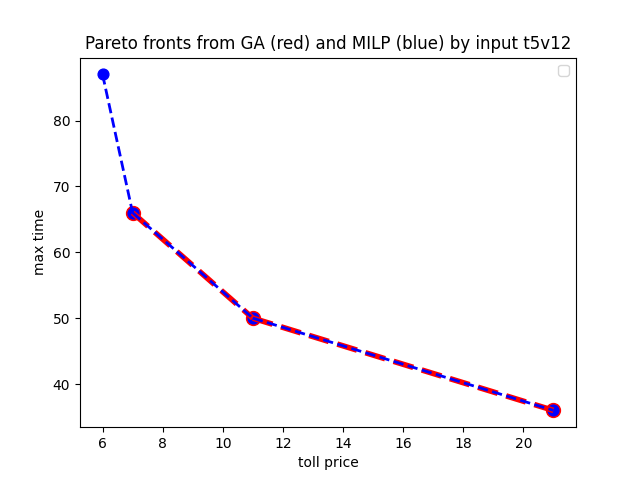 Pareto fronts from GA (red) and MILP (blue) by input t5v12
80
70
60
50
40
max time
6 8 10 12 14 16 18 20
toll price